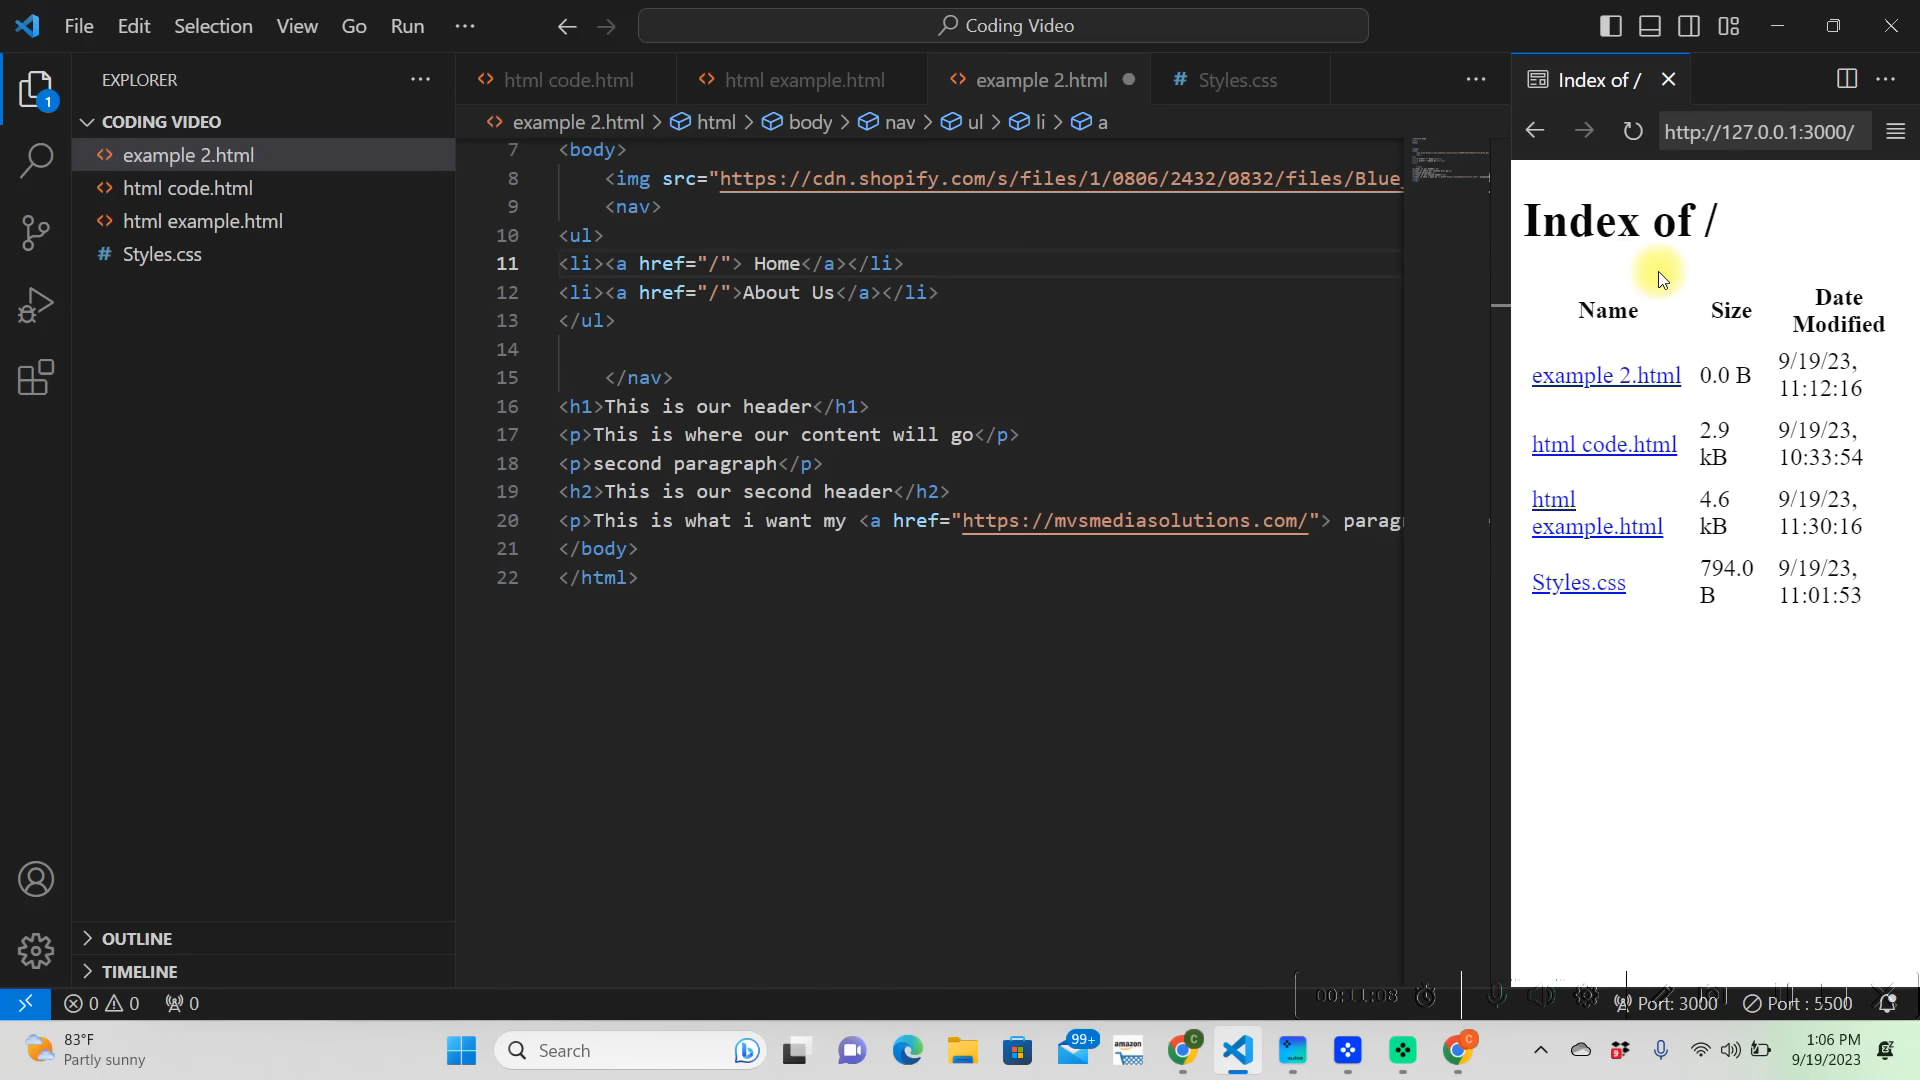 File Edit Selection View Go Run ... Coding Video
EXPLORER ...
html code.html
html example.html
example 2.html
# Styles.css
...
Index of /
...
CODING VIDEO
example 2.html > html > body > nav > ul > li > a
http://127.0.0.1:3000/
1
example 2.html
html code.html
html example.html
# Styles.css
7 <body>
8 <img src="https://cdn.shopify.com/s/files/1/0806/2432/0832/files/Blue_
9 <nav>
10 <ul>
11 <li><a href="/"> Home</a></li>
12 <li><a href="/">About Us</a></li>
13 </ul>
14
15 </nav>
16 <h1>This is our header</h1>
17 <p>This is where our content will go</p>
18 <p>second paragraph</p>
19 <h2>This is our second header</h2>
20 <p>This is what i want my <a href="https://mvsmediasolutions.com/"> parag
21 </body>
22 </html>
Index of /
Name Size Date
Modified
example 2.html 0.0 B 9/19/23,
11:12:16
html code.html 2.9
kB 9/19/23,
10:33:54
html
example.html 4.6
kB 9/19/23,
11:30:16
Styles.css 794.0
B 9/19/23,
11:01:53
OUTLINE
TIMELINE
0 0 0
00:11:08
Port: 3000 Port : 5500
83°F
Partly sunny
Search
99+
amazon
C
C
9
1:06 PM
9/19/2023